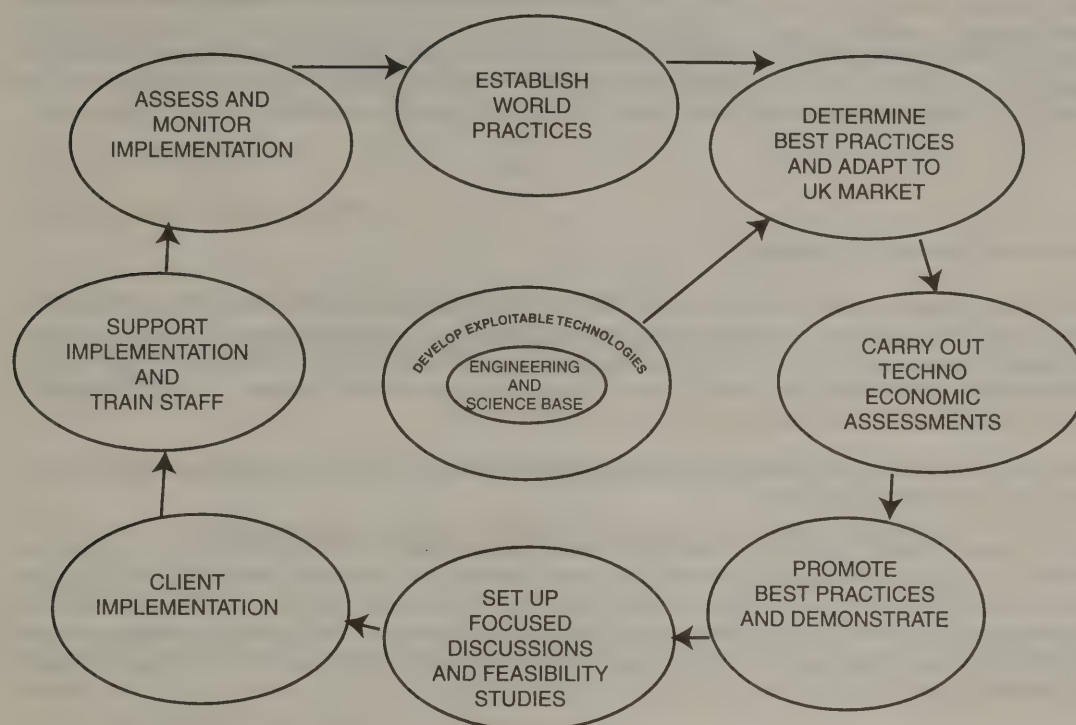 ASSESS AND
MONITOR
IMPLEMENTATION
ESTABLISH
WORLD
PRACTICES
DETERMINE
BEST PRACTICES
AND ADAPT TO
UK MARKET
SUPPORT
IMPLEMENTATION
AND
TRAIN STAFF
DEVELOP EXPLOITABLE TECHNOLOGIES
ENGINEERING
AND
SCIENCE BASE
CARRY OUT
TECHNO
ECONOMIC
ASSESSMENTS
CLIENT
IMPLEMENTATION
SET UP
FOCUSED
DISCUSSIONS
AND FEASIBILITY
STUDIES
PROMOTE
BEST PRACTICES
AND DEMONSTRATE